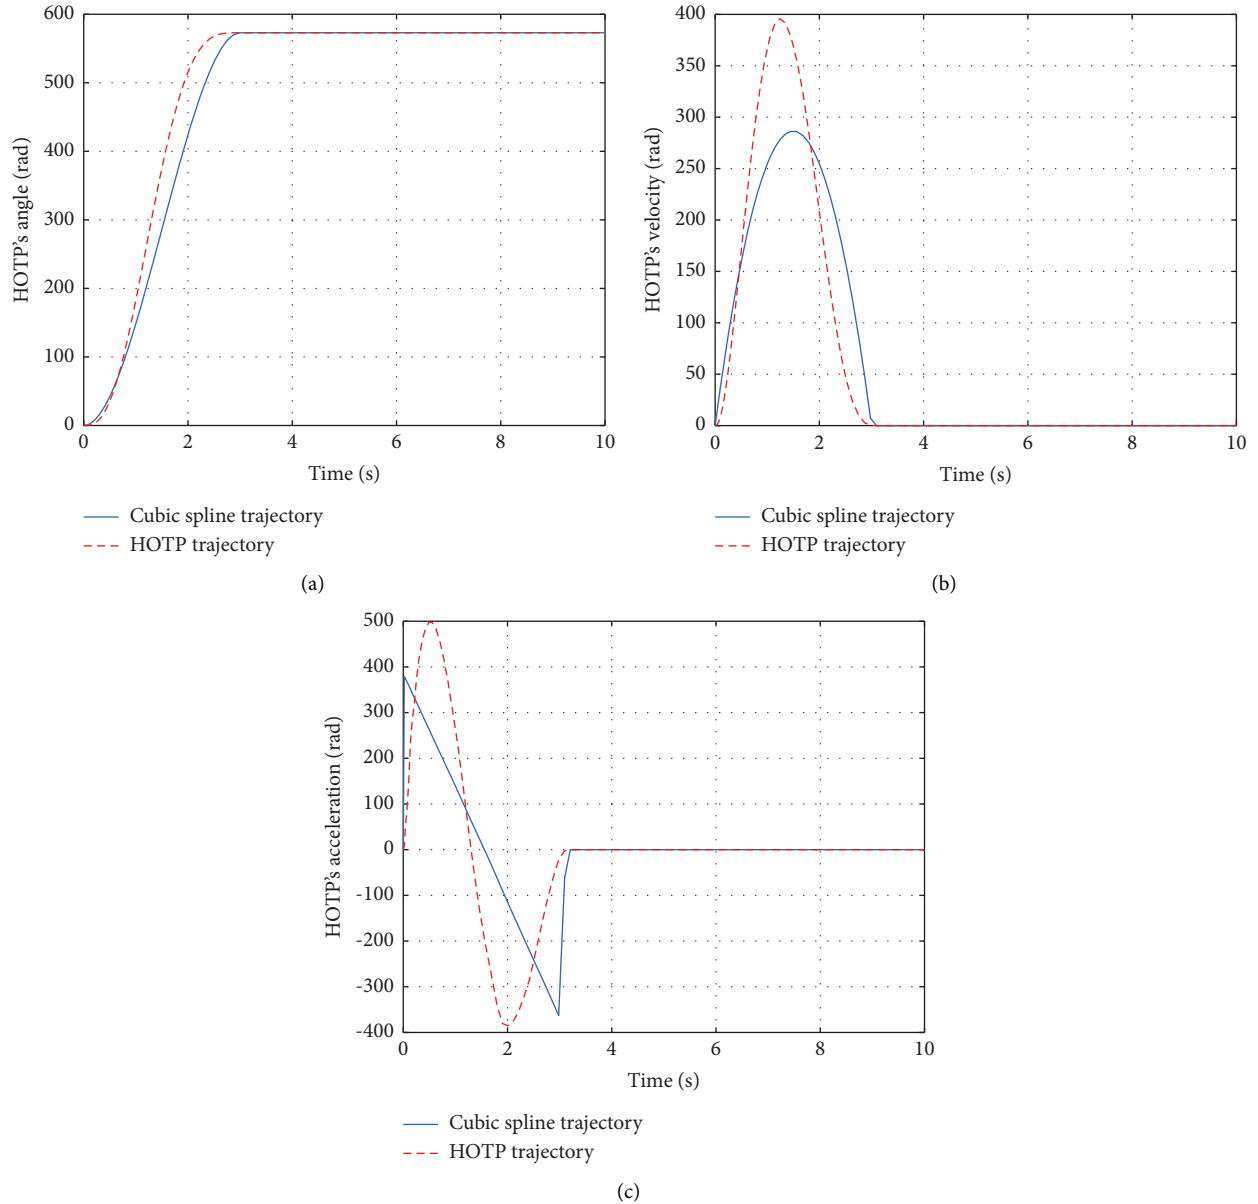 600
500
400
300
200
100
0
HOTP's angle (rad)
0 2 4 6 8 10
Time (s)
Cubic spline trajectory
HOTP trajectory
(a)
400
350
300
250
200
150
100
50
0
HOTP's velocity (rad)
0 2 4 6 8 10
Time (s)
Cubic spline trajectory
HOTP trajectory
(b)
500
400
300
200
100
0
-100
-200
-300
-400
HOTP's acceleration (rad)
0 2 4 6 8 10
Time (s)
Cubic spline trajectory
HOTP trajectory
(c)